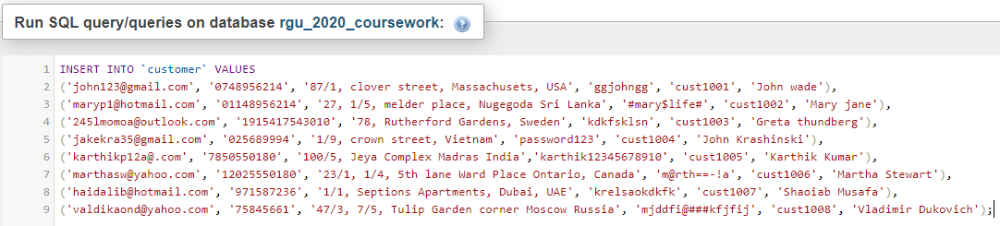 Run SQL query/queries on database rgu_2020_coursework:
1 INSERT INTO `customer` VALUES
2 ('john123@gmail.com', '0748956214', '87/1, clover street, Massachusets, USA', 'ggjohngg', 'cust1001', 'John wade'),
3 ('maryp1@hotmail.com', '01148956214', '27, 1/5, melder place, Nugegoda Sri Lanka', '#mary$life#', 'cust1002', 'Mary jane'),
4 ('245lmomoa@outlook.com', '1915417543010', '78, Rutherford Gardens, Sweden', 'kdkfsklsn', 'cust1003', 'Greta thundberg'),
5 ('jakekra35@gmail.com', '025689994', '1/9, crown street, Vietnam', 'password123', 'cust1004', 'John Krashinski'),
6 ('karthikp12a@.com', '7850550180', '100/5, Jeya Complex Madras India','karthik12345678910', 'cust1005', 'Karthik Kumar'),
7 ('marthasw@yahoo.com', '12025550180', '23/1, 1/4, 5th lane Ward Place Ontario, Canada', 'm@rth==-!a', 'cust1006', 'Martha Stewart'),
8 ('haidalib@hotmail.com', '971587236', '1/1, Septions Apartments, Dubai, UAE', 'krelsaokdkfk', 'cust1007', 'Shaoiab Musafa'),
9 ('valdikaond@yahoo.com', '75845661', '47/3, 7/5, Tulip Garden corner Moscow Russia', 'mjddfi@###kfjfij', 'cust1008', 'Vladimir Dukovich');